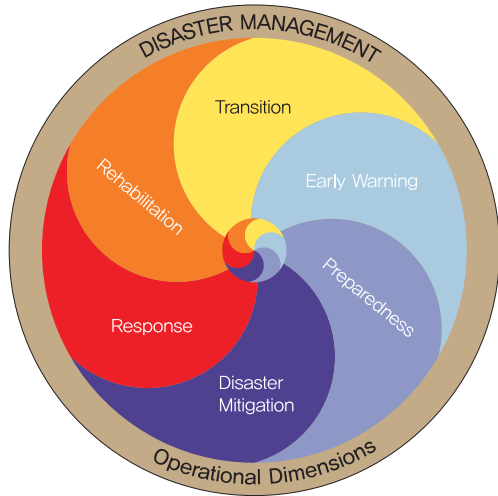 DISASTER MANAGEMENT
Transition
Early Warning
Rehabilitation
Preparedness
Response
Disaster
Mitigation
Operational Dimensions